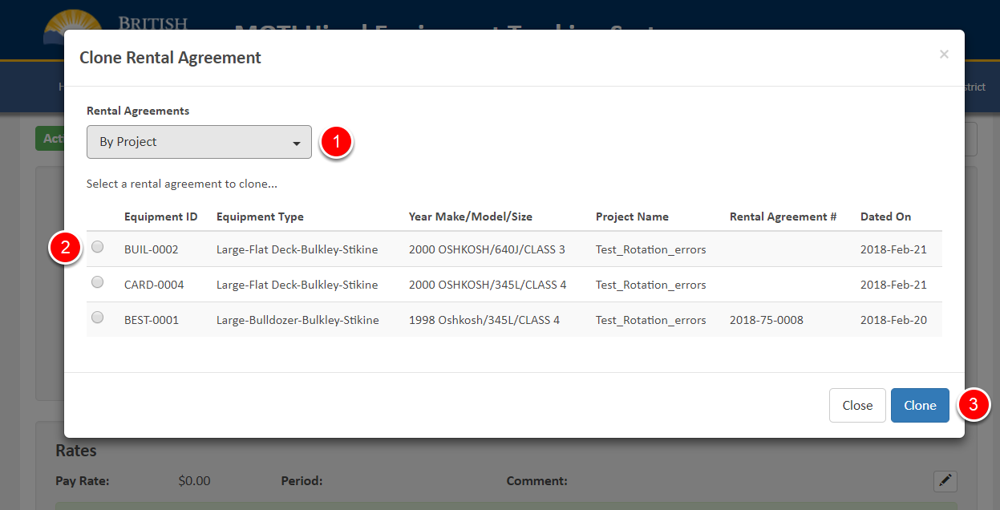 BRITISH
Clone Rental Agreement
×
Rental Agreements
By Project
1
Select a rental agreement to clone...
Equipment ID Equipment Type Year Make/Model/Size Project Name Rental Agreement # Dated On
2
BUIL-0002 Large-Flat Deck-Bulkley-Stikine 2000 OSHKOSH/640J/CLASS 3 Test_Rotation_errors 2018-Feb-21
CARD-0004 Large-Flat Deck-Bulkley-Stikine 2000 OSHKOSH/345L/CLASS 4 Test_Rotation_errors 2018-Feb-21
BEST-0001 Large-Bulldozer-Bulkley-Stikine 1998 Oshkosh/345L/CLASS 4 Test_Rotation_errors 2018-75-0008 2018-Feb-20
Close Clone
3
Rates
Pay Rate: $0.00 Period: Comment: